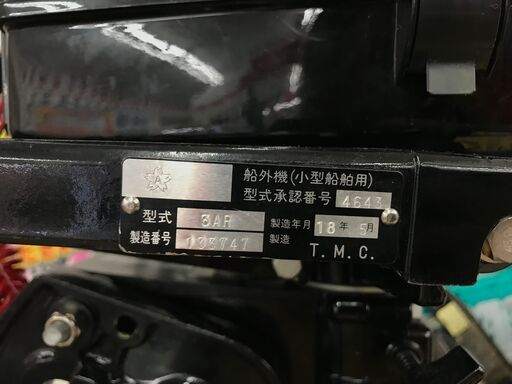 A
船外機(小型船舶用)
型式承認番号 4643
型式 3AR 製造年月 18年 5月
製造番号 133747 製造 T.M.C.